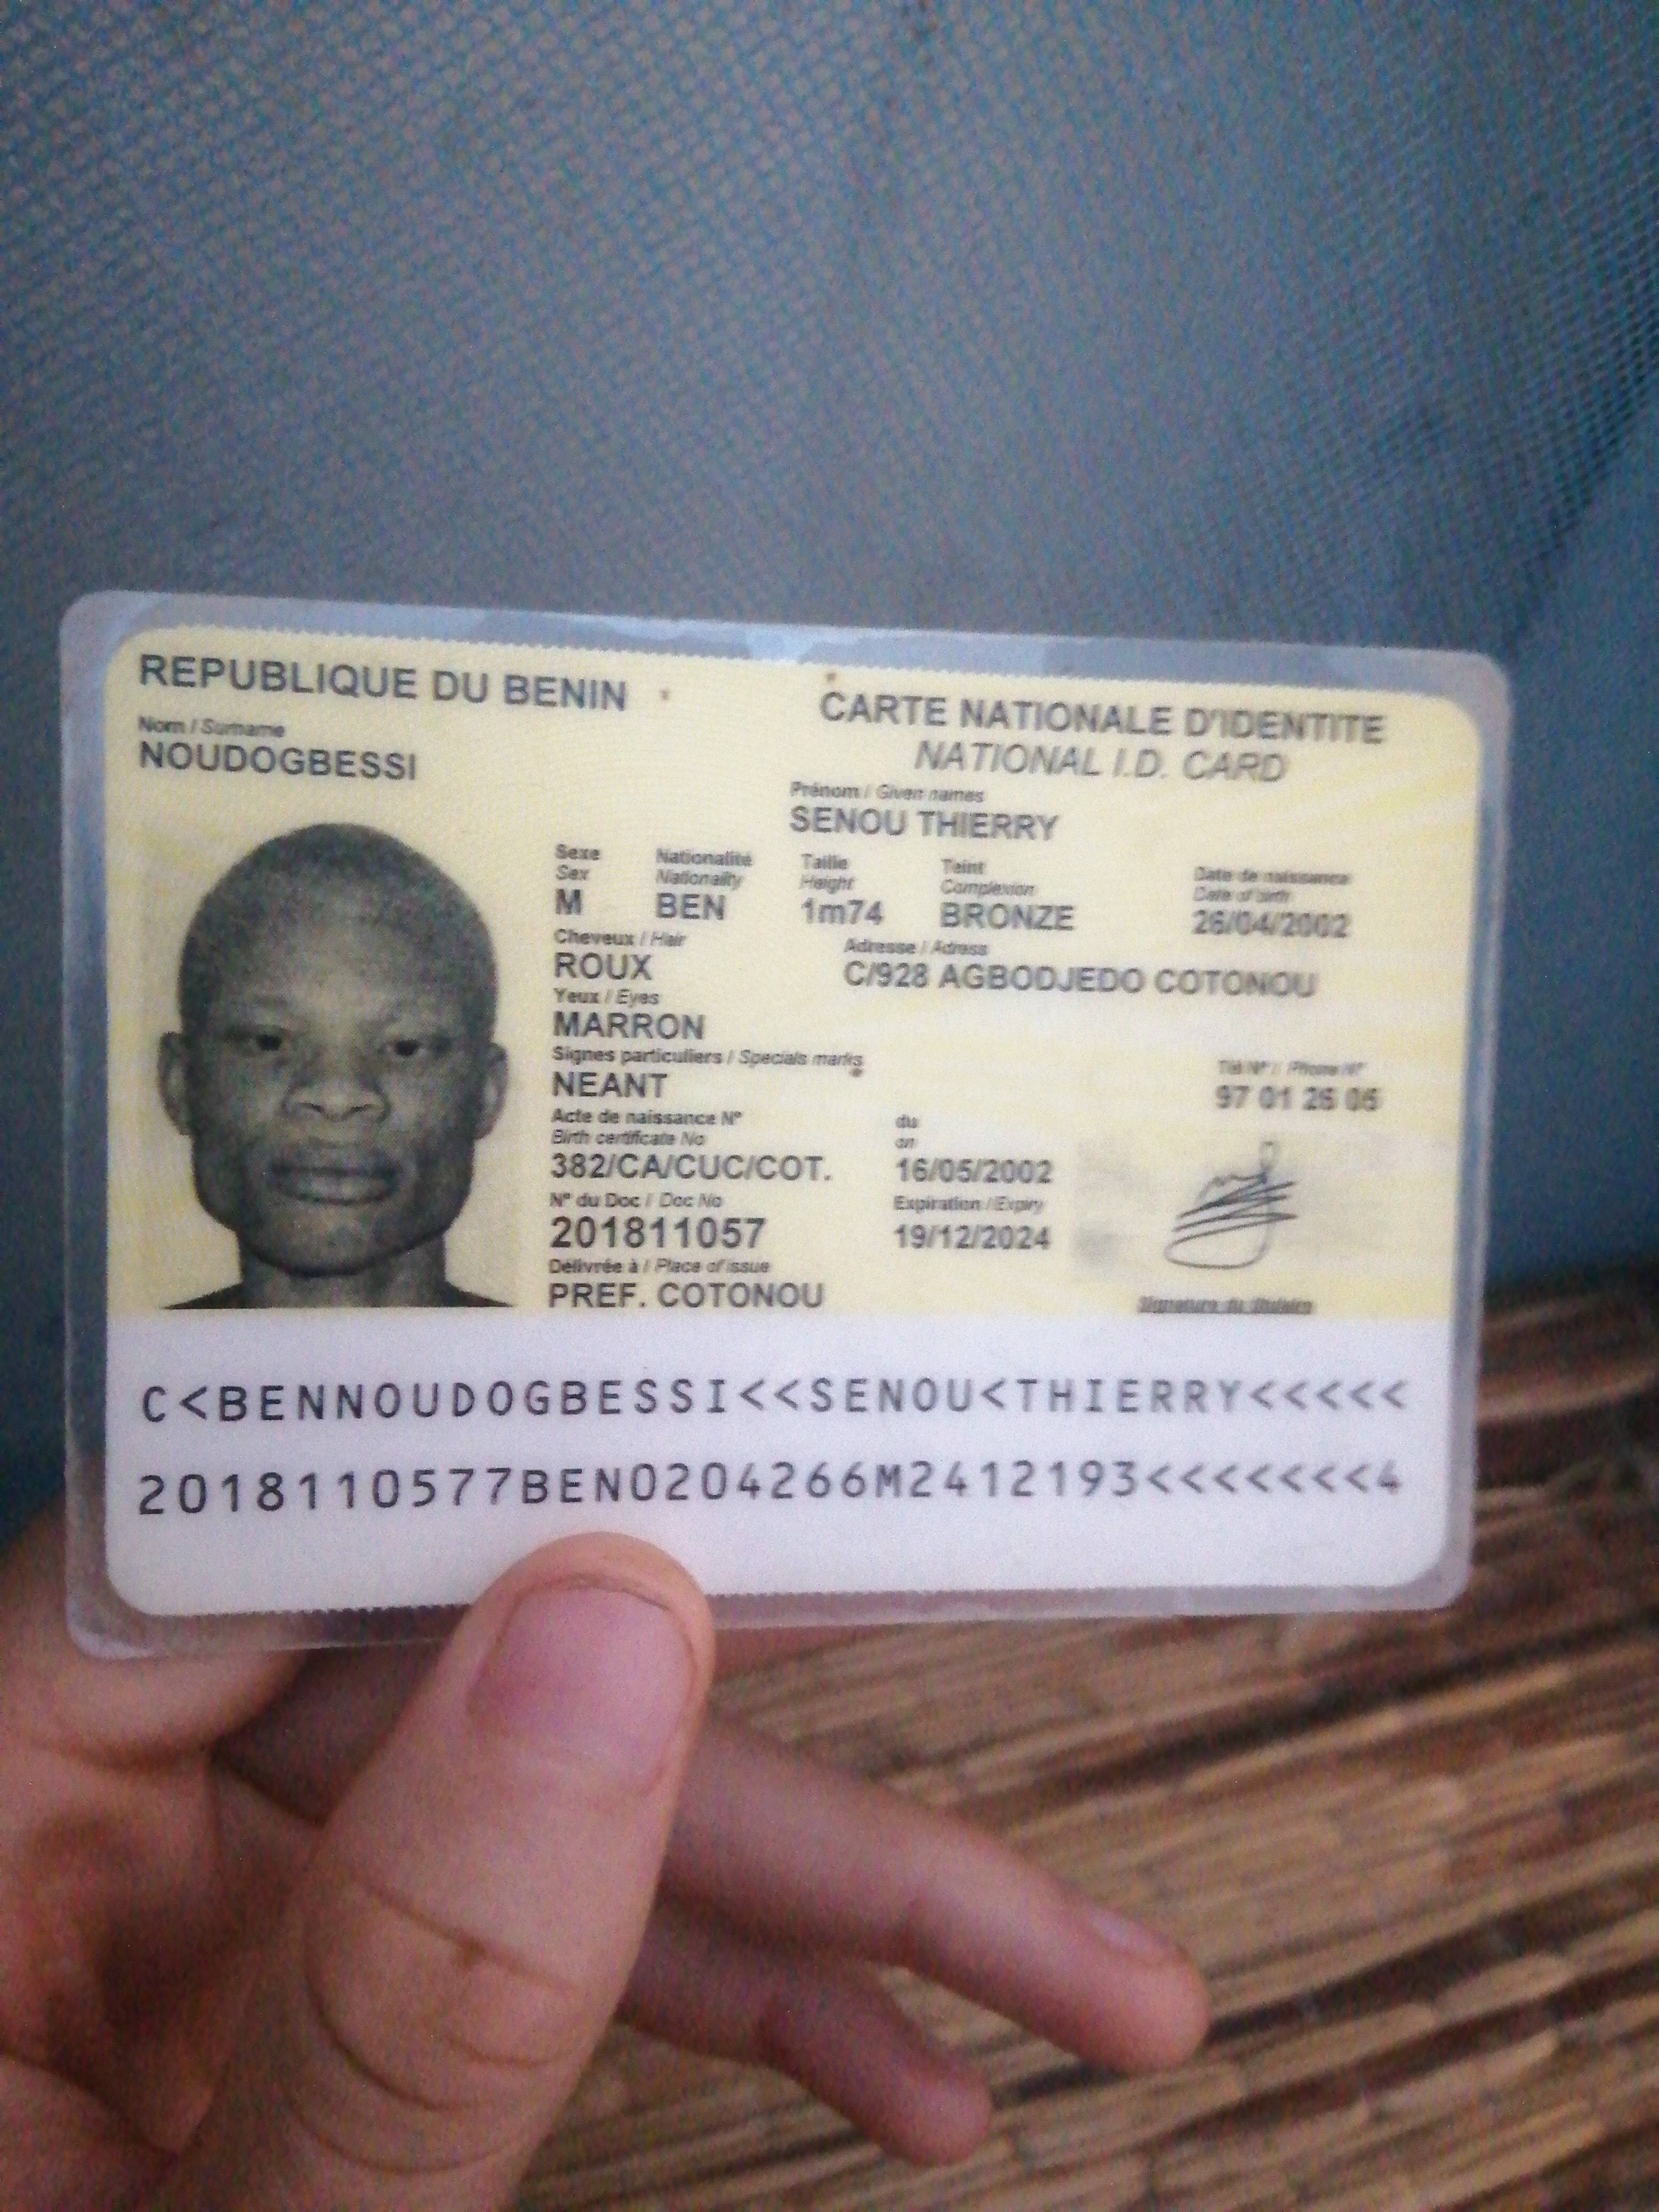 REPUBLIQUE DU BENIN
CARTE NATIONALE D'IDENTITE
NATIONAL I.D. CARD
Nom / Surname
NOUDOGBESSI
Prénom / Given names
SENOU THIERRY
Sexe Nationalité Taille Teint Date de naissance
Sex Nationality Height Complexion Date of birth
M BEN 1m74 BRONZE 26/04/2002
Cheveux / Hair Adresse / Adress
ROUX C/928 AGBODJEDO COTONOU
Yeux / Eyes
MARRON
Signes particuliers / Specials marks Tél N° / Phone N°
NEANT 97 01 26 06
Acte de naissance N° du
Birth certificate No on
382/CA/CUC/COT. 16/05/2002
N° du Doc / Doc No Expiration / Expiry
201811057 19/12/2024
Délivrée à / Place of issue
PREF. COTONOU Signature du titulaire
C<BENNOUDOGBESSI<<SENOU<THIERRY<<<<<
2018110577BEN0204266M2412193<<<<<<<4